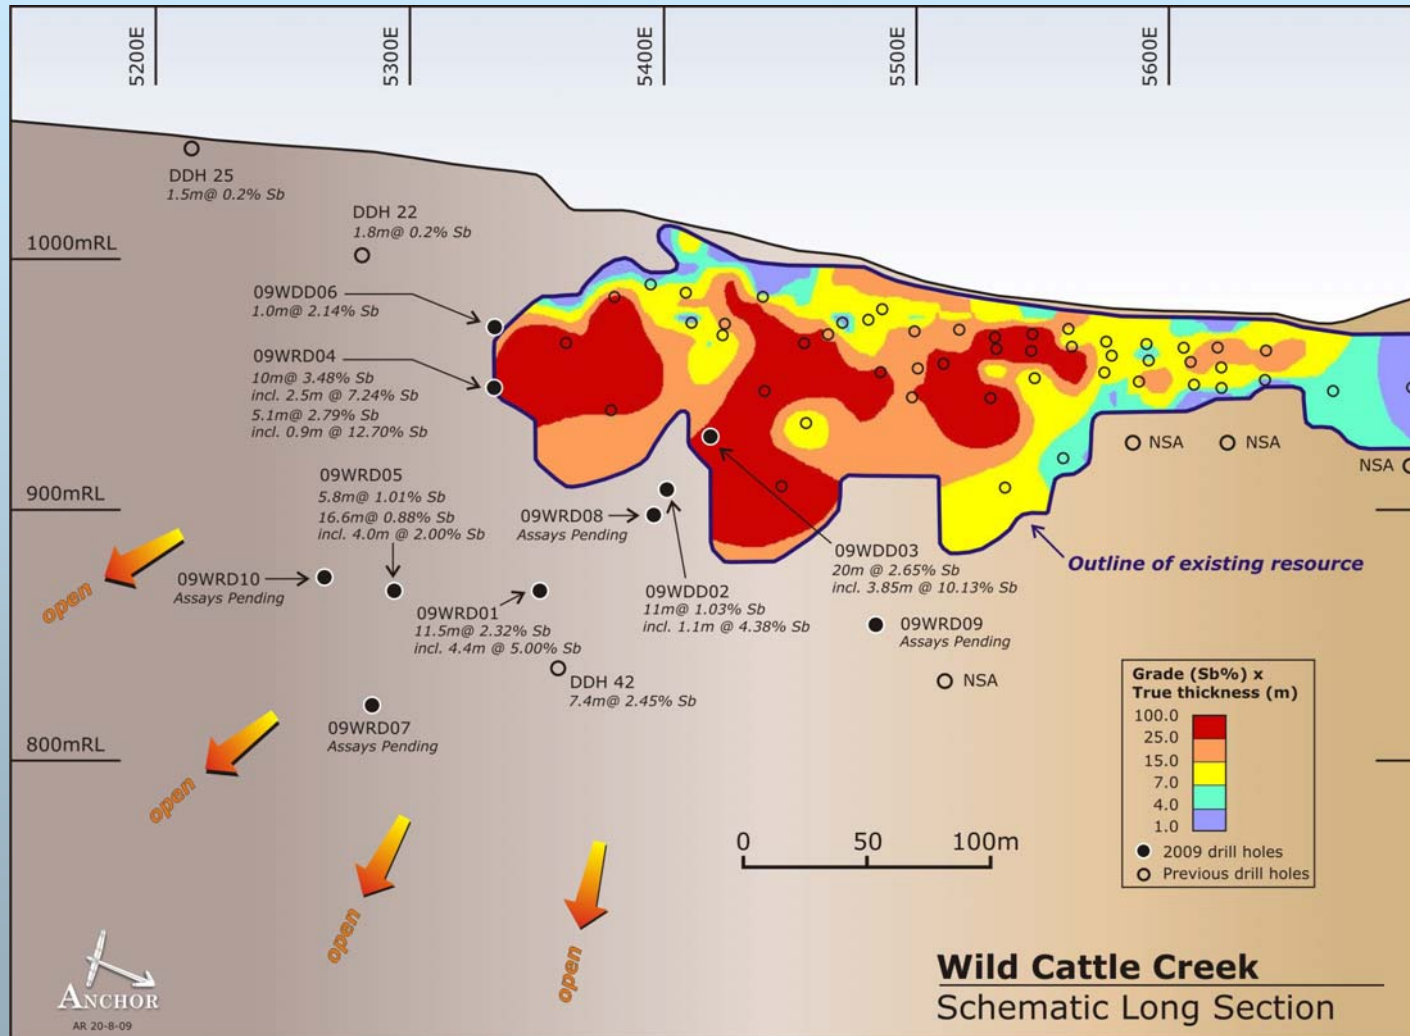 5200E
5300E
5400E
5500E
5600E
DDH 25
1.5m@ 0.2% Sb
DDH 22
1.8m@ 0.2% Sb
1000mRL
09WDD06
1.0m@ 2.14% Sb
09WRD04
10m@ 3.48% Sb
incl. 2.5m @ 7.24% Sb
5.1m@ 2.79% Sb
incl. 0.9m @ 12.70% Sb
NSA
NSA
NSA
09WRD05
5.8m@ 1.01% Sb
16.6m@ 0.88% Sb
incl. 4.0m @ 2.00% Sb
900mRL
09WRD08
Assays Pending
09WDD03
20m @ 2.65% Sb
incl. 3.85m @ 10.13% Sb
Outline of existing resource
open
09WRD10
Assays Pending
09WRD01
11.5m@ 2.32% Sb
incl. 4.4m @ 5.00% Sb
09WDD02
11m@ 1.03% Sb
incl. 1.1m @ 4.38% Sb
09WRD09
Assays Pending
DDH 42
7.4m@ 2.45% Sb
NSA
09WRD07
Assays Pending
800mRL
open
open
open
Grade (Sb%) x
True thickness (m)
100.0
25.0
15.0
7.0
4.0
1.0
2009 drill holes
Previous drill holes
0 50 100m
ANCHOR
AR 20-8-09
Wild Cattle Creek
Schematic Long Section